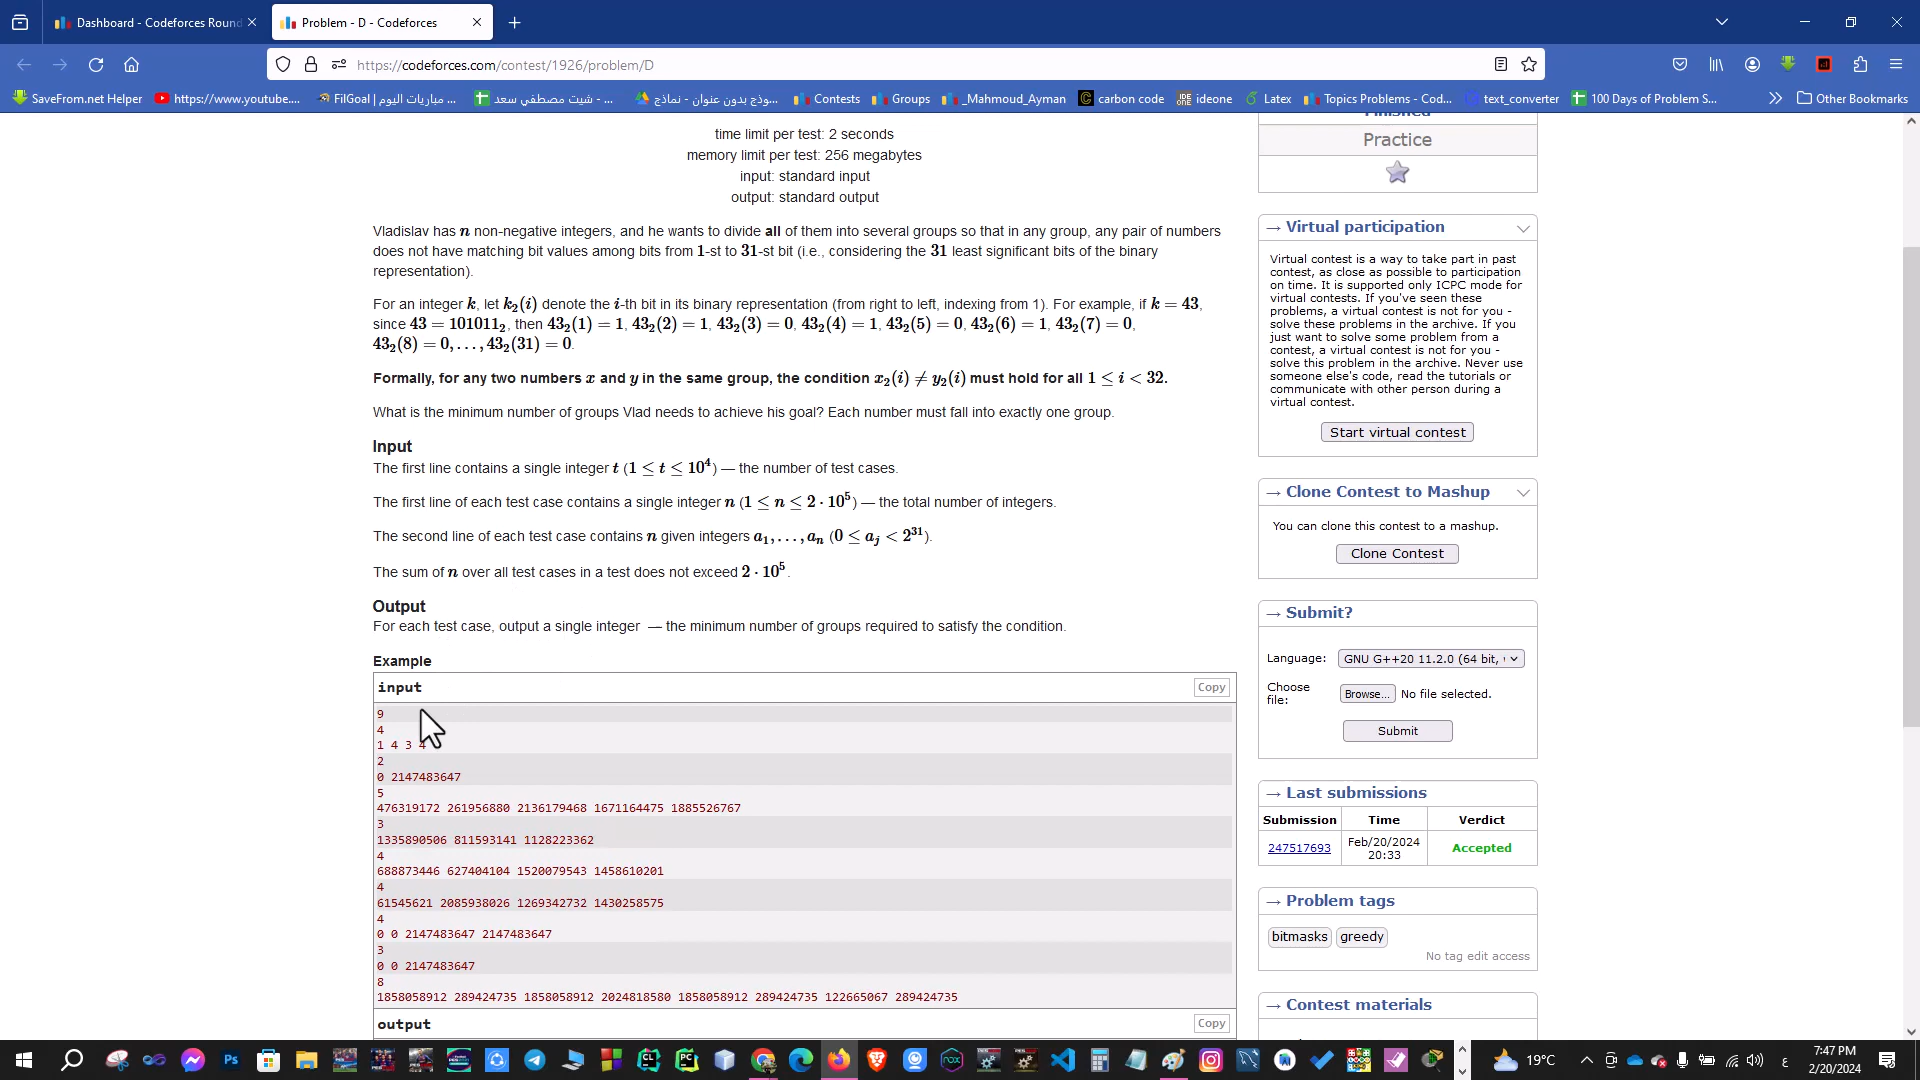 Dashboard - Codeforces Round
Problem - D - Codeforces
https://codeforces.com/contest/1926/problem/D
SaveFrom.net Helper
https://www.youtube....
FilGoal | مباريات اليوم ...
شيت مصطفي سعد - ...
نموذج بدون عنوان - نماذج...
Contests
Groups
_Mahmoud_Ayman
carbon code
ideone
Latex
Topics Problems - Cod...
text_converter
100 Days of Problem S...
Other Bookmarks
time limit per test: 2 seconds
memory limit per test: 256 megabytes
input: standard input
output: standard output
Vladislav has n non-negative integers, and he wants to divide all of them into several groups so that in any group, any pair of numbers
does not have matching bit values among bits from 1-st to 31-st bit (i.e., considering the 31 least significant bits of the binary
representation).
For an integer k, let k₂(i) denote the i-th bit in its binary representation (from right to left, indexing from 1). For example, if k = 43,
since 43 = 101011₂, then 43₂(1) = 1, 43₂(2) = 1, 43₂(3) = 0, 43₂(4) = 1, 43₂(5) = 0, 43₂(6) = 1, 43₂(7) = 0,
43₂(8) = 0, . . . , 43₂(31) = 0.
Formally, for any two numbers x and y in the same group, the condition x₂(i) ≠ y₂(i) must hold for all 1 ≤ i < 32.
What is the minimum number of groups Vlad needs to achieve his goal? Each number must fall into exactly one group.
Input
The first line contains a single integer t (1 ≤ t ≤ 10⁴) — the number of test cases.
The first line of each test case contains a single integer n (1 ≤ n ≤ 2 · 10⁵) — the total number of integers.
The second line of each test case contains n given integers a₁, . . . , aₙ (0 ≤ aⱼ < 2³¹).
The sum of n over all test cases in a test does not exceed 2 · 10⁵.
Output
For each test case, output a single integer — the minimum number of groups required to satisfy the condition.
Example
input
Copy
9
4
1 4 3 4
2
0 2147483647
5
476319172 261956880 2136179468 1671164475 1885526767
3
1335890506 811593141 1128223362
4
688873446 627404104 1520079543 1458610201
4
61545621 2085938026 1269342732 1430258575
4
0 0 2147483647 2147483647
3
0 0 2147483647
8
1858058912 289424735 1858058912 2024818580 1858058912 289424735 122665067 289424735
output
Copy
Finished
Practice
→ Virtual participation
Virtual contest is a way to take part in past
contest, as close as possible to participation
on time. It is supported only ICPC mode for
virtual contests. If you've seen these
problems, a virtual contest is not for you -
solve these problems in the archive. If you
just want to solve some problem from a
contest, a virtual contest is not for you -
solve this problem in the archive. Never use
someone else's code, read the tutorials or
communicate with other person during a
virtual contest.
Start virtual contest
→ Clone Contest to Mashup
You can clone this contest to a mashup.
Clone Contest
→ Submit?
Language: GNU G++20 11.2.0 (64 bit,
Choose
file:
Browse... No file selected.
Submit
→ Last submissions
Submission Time Verdict
247517693 Feb/20/2024
20:33 Accepted
→ Problem tags
bitmasks greedy
No tag edit access
→ Contest materials
19°C
ع
7:47 PM
2/20/2024